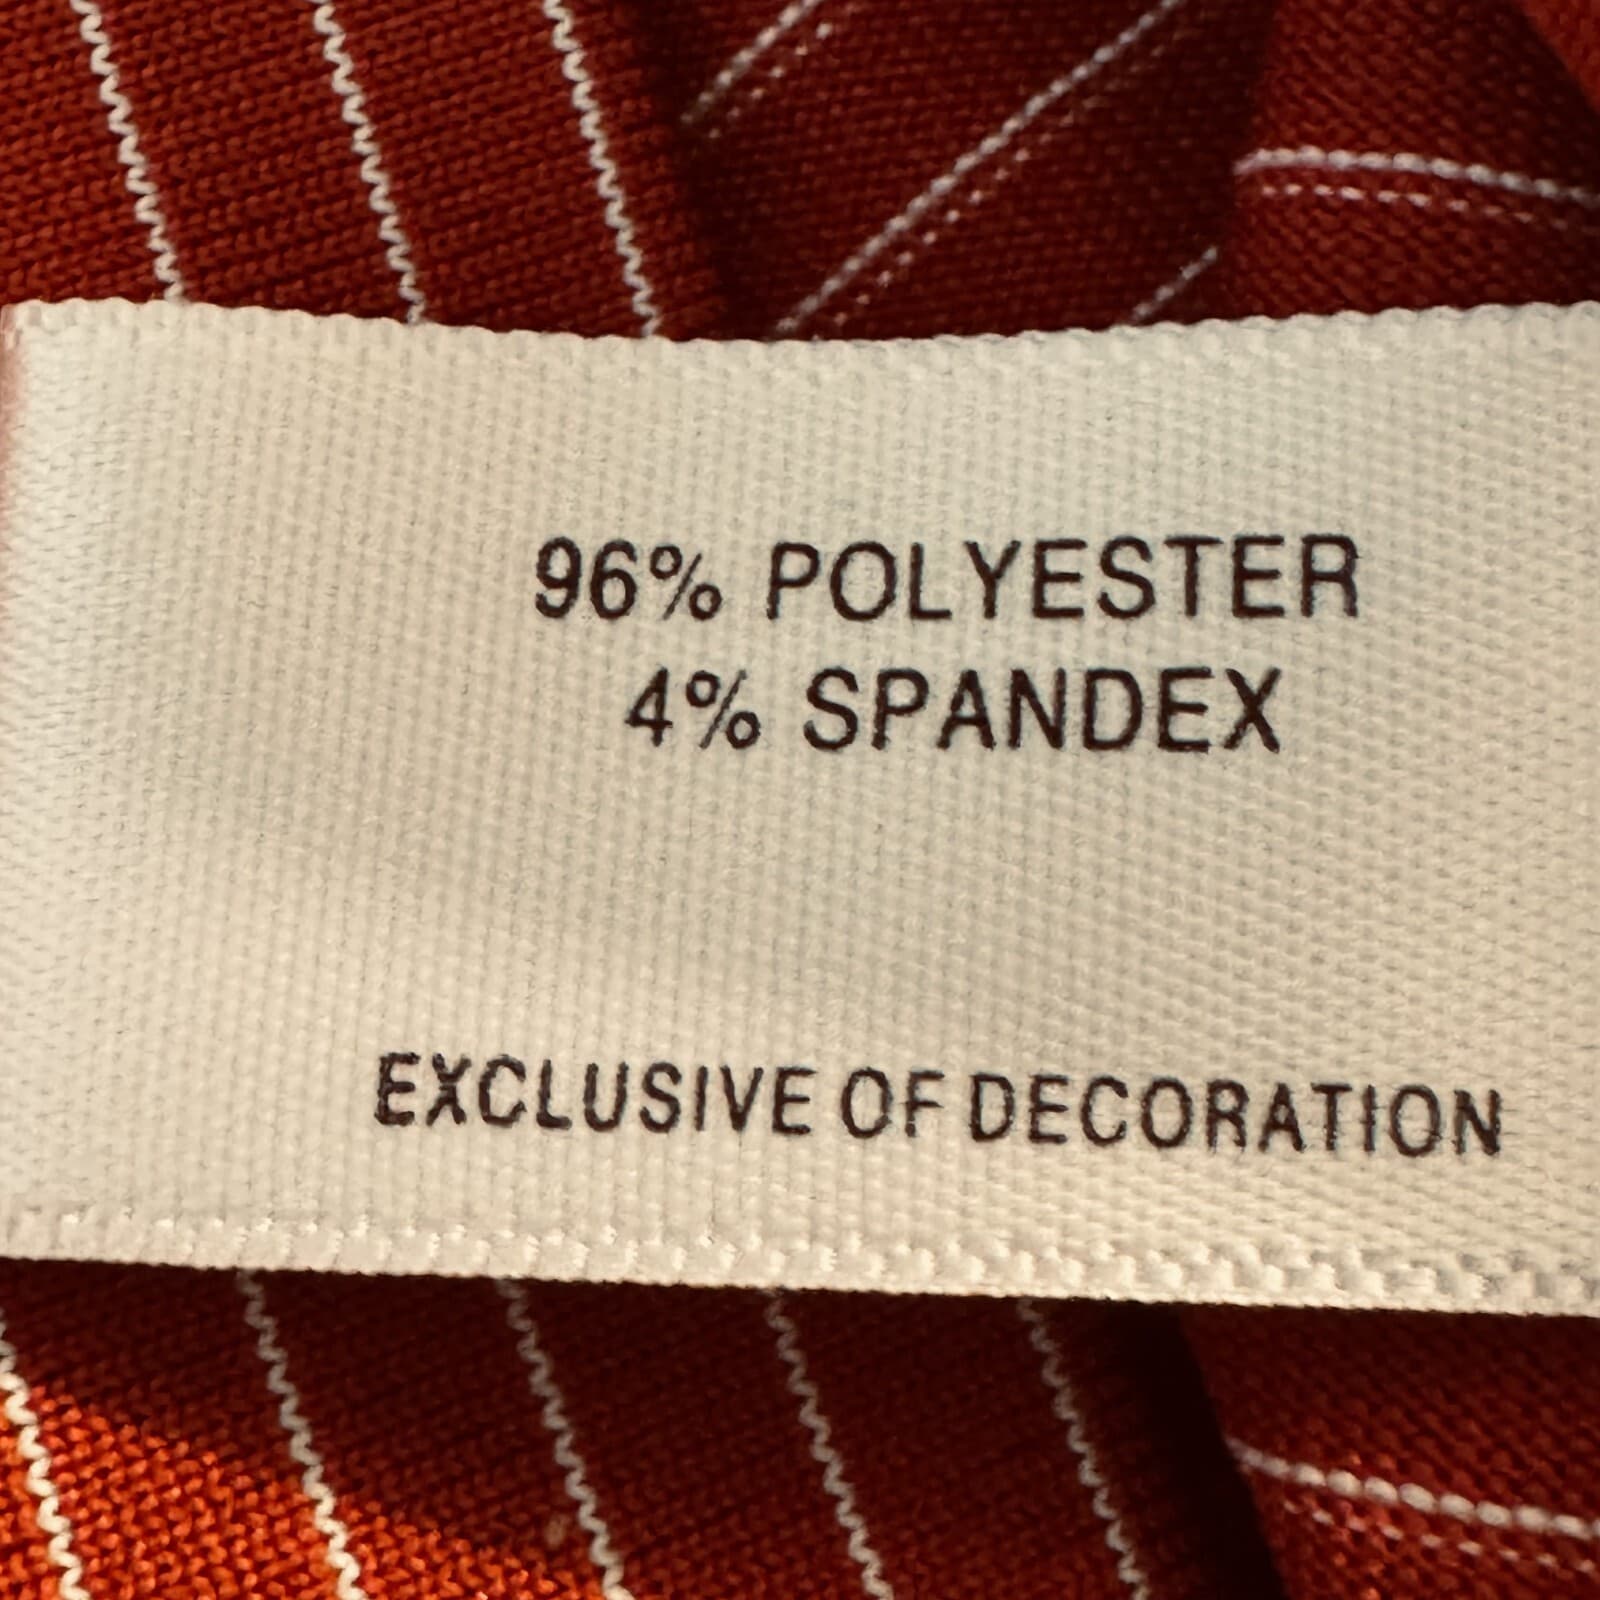 96% POLYESTER
4% SPANDEX
EXCLUSIVE OF DECORATION